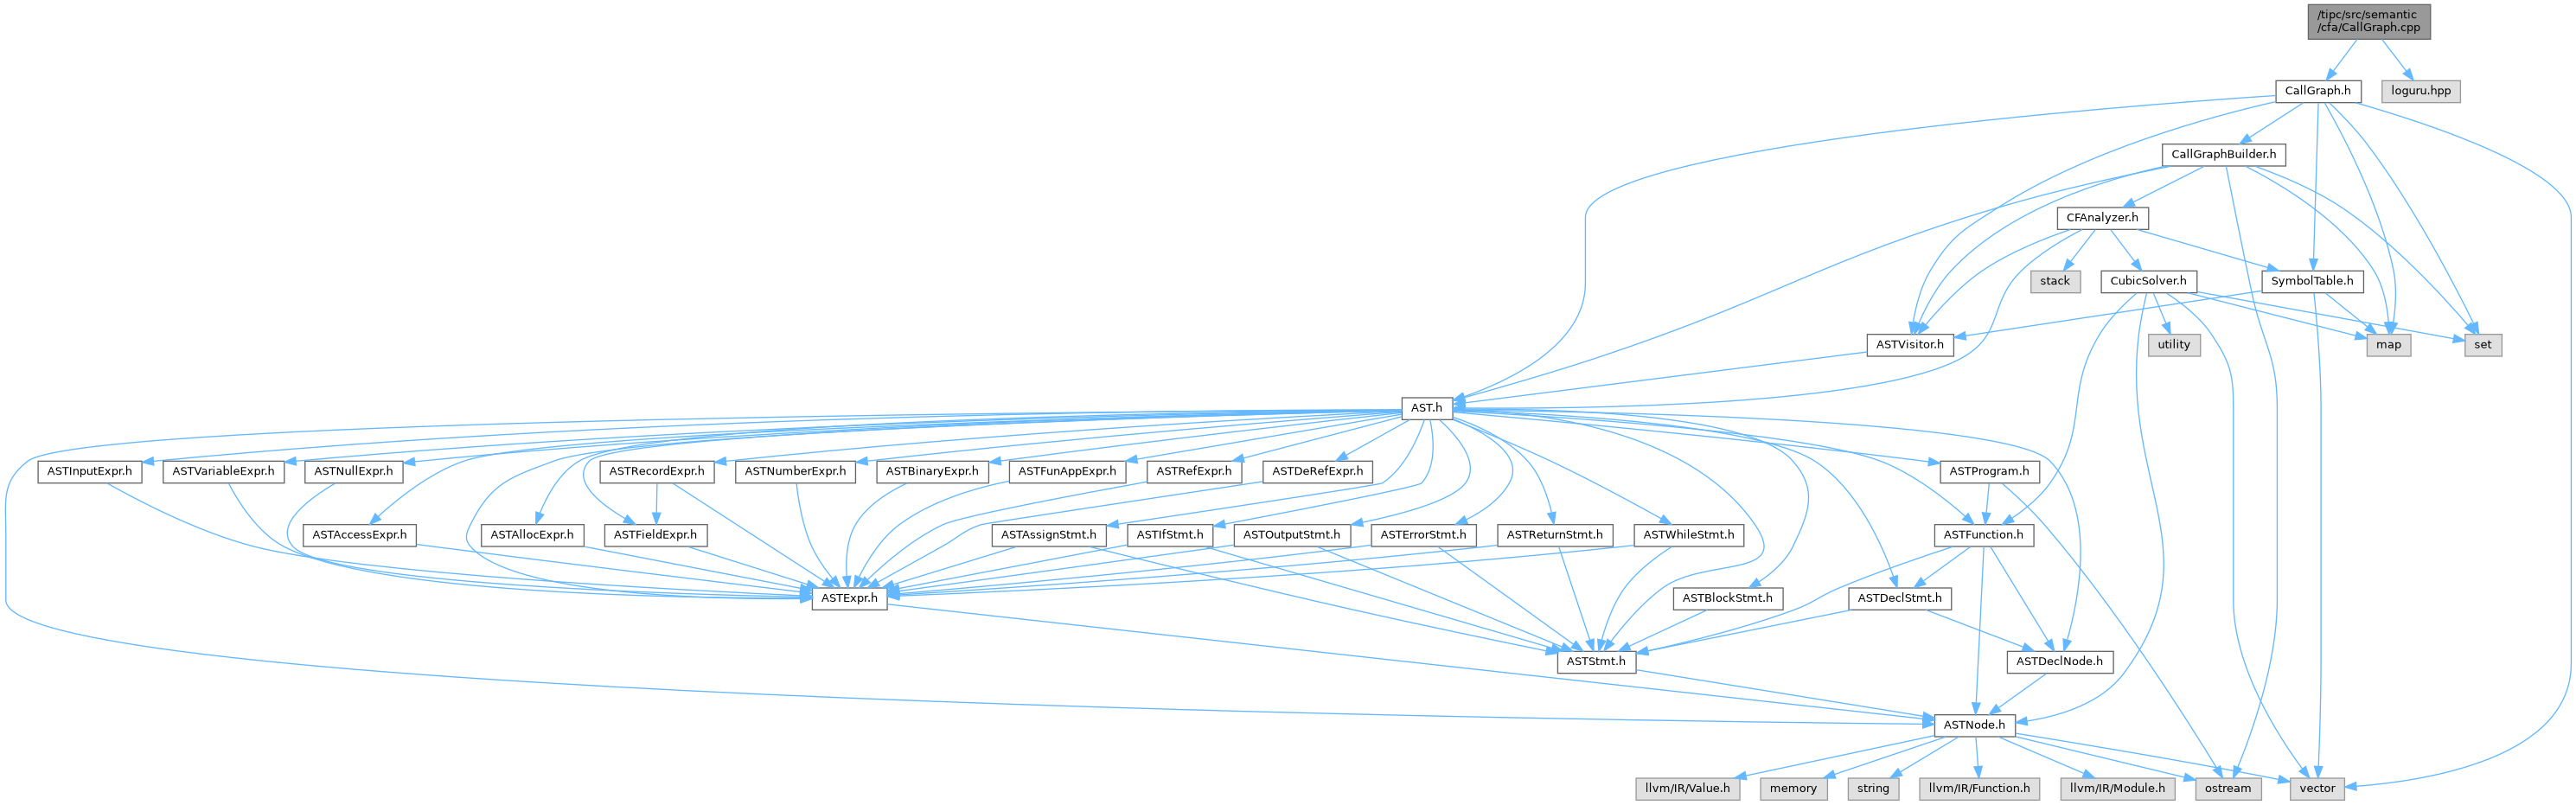 /tipc/src/semantic
/cfa/CallGraph.cpp
CallGraph.h
loguru.hpp
CallGraphBuilder.h
CFAnalyzer.h
stack
CubicSolver.h
SymbolTable.h
ASTVisitor.h
utility
map
set
AST.h
ASTInputExpr.h
ASTVariableExpr.h
ASTNullExpr.h
ASTRecordExpr.h
ASTNumberExpr.h
ASTBinaryExpr.h
ASTFunAppExpr.h
ASTRefExpr.h
ASTDeRefExpr.h
ASTProgram.h
ASTAccessExpr.h
ASTAllocExpr.h
ASTFieldExpr.h
ASTAssignStmt.h
ASTIfStmt.h
ASTOutputStmt.h
ASTErrorStmt.h
ASTReturnStmt.h
ASTWhileStmt.h
ASTFunction.h
ASTExpr.h
ASTBlockStmt.h
ASTDeclStmt.h
ASTStmt.h
ASTDeclNode.h
ASTNode.h
llvm/IR/Value.h
memory
string
llvm/IR/Function.h
llvm/IR/Module.h
ostream
vector